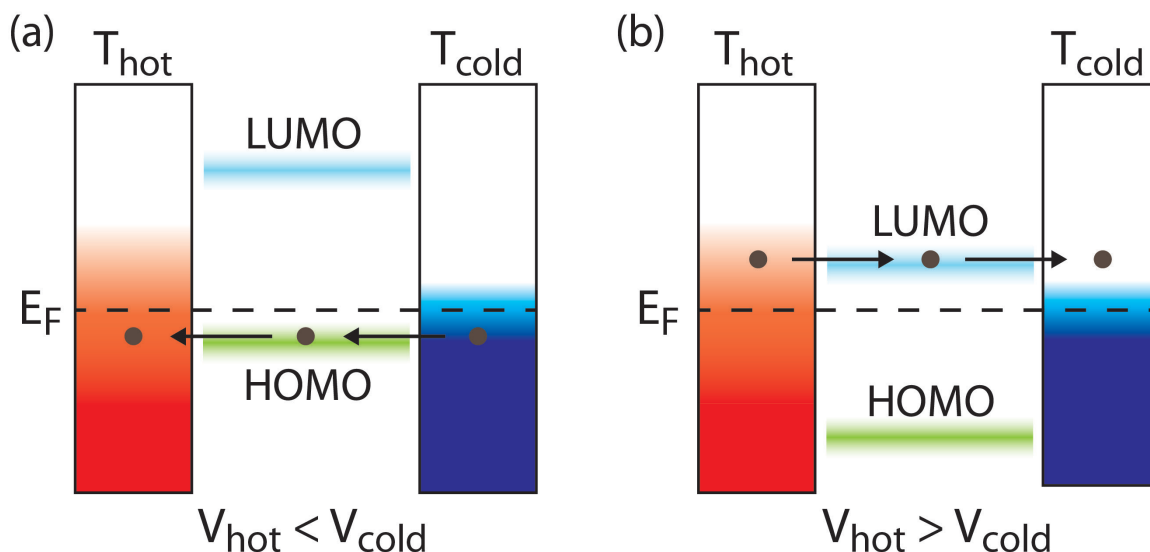 (a)
T_hot
T_cold
LUMO
E_F
HOMO
V_hot < V_cold
(b)
T_hot
T_cold
LUMO
E_F
HOMO
V_hot > V_cold